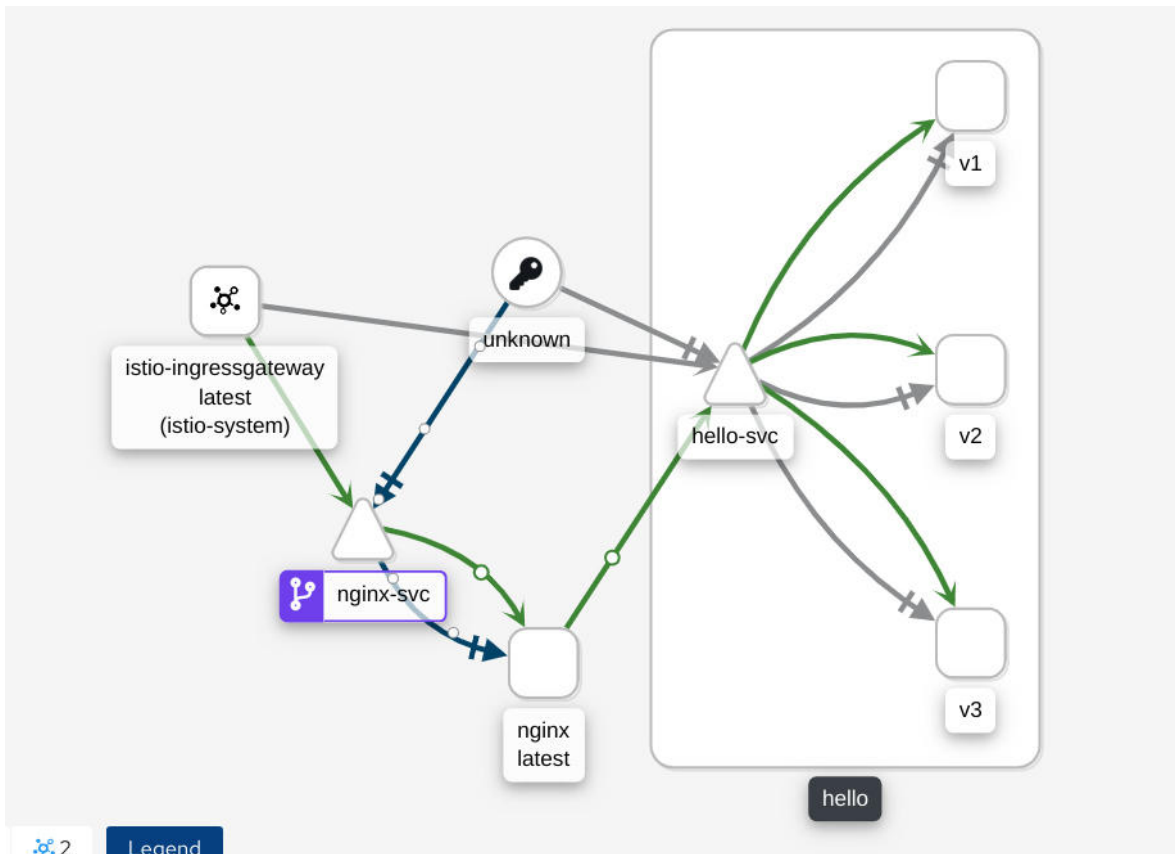 v1
unknown
istio-ingressgateway
latest
(istio-system)
hello-svc
v2
nginx-svc
nginx
latest
v3
hello
2
Legend